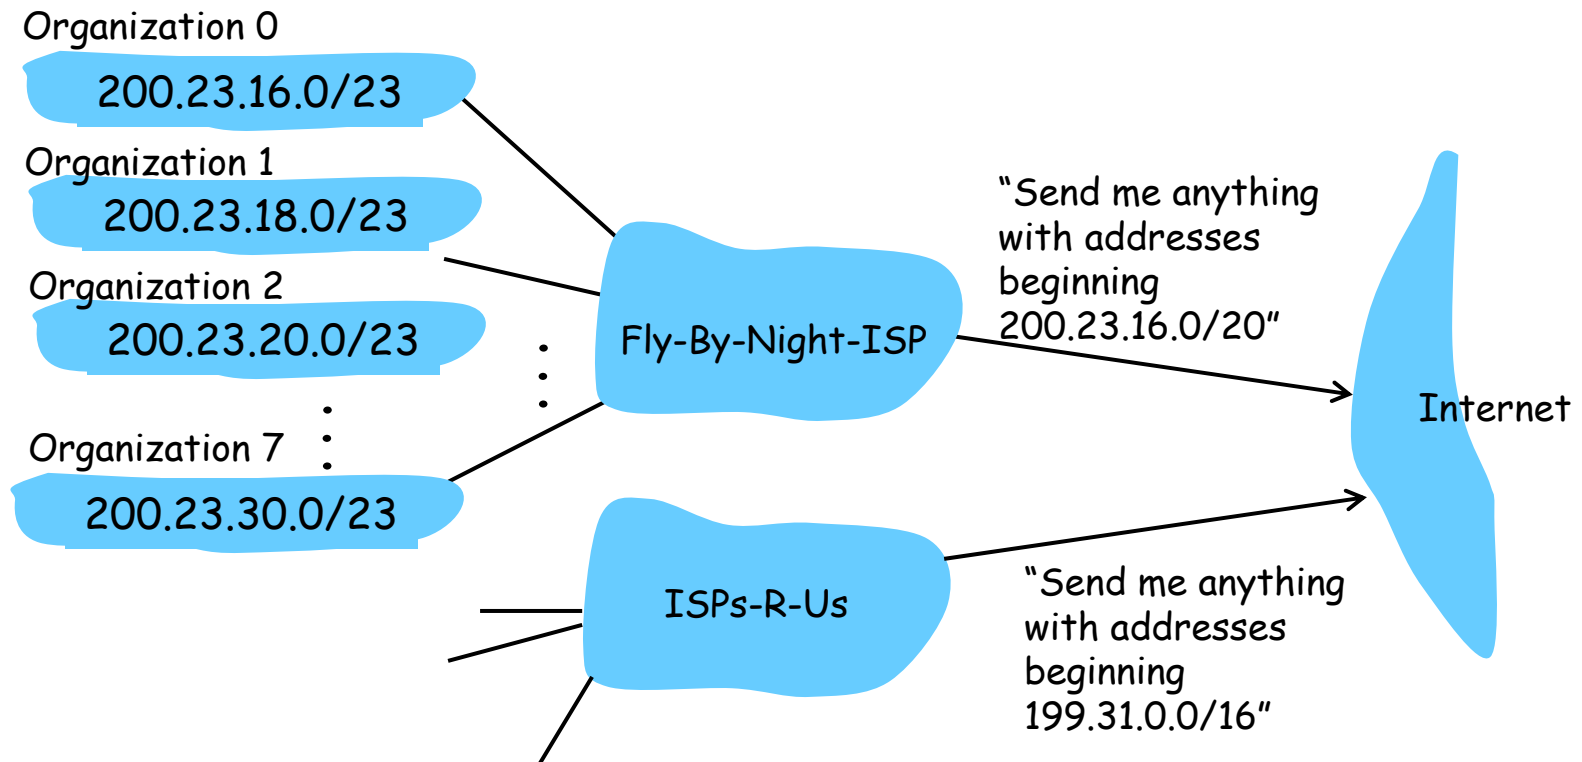 Organization 0
200.23.16.0/23
Organization 1
200.23.18.0/23
Organization 2
200.23.20.0/23
Organization 7
200.23.30.0/23
Fly-By-Night-ISP
“Send me anything
with addresses
beginning
200.23.16.0/20”
Internet
ISPs-R-Us
“Send me anything
with addresses
beginning
199.31.0.0/16”